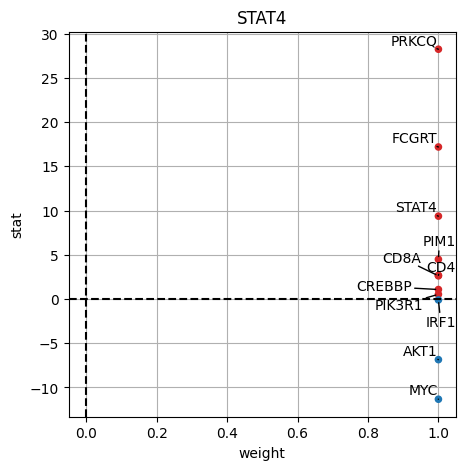 STAT4
30
25
20
15
10
5
0
−5
−10
stat
PRKCQ
FCGRT
STAT4
PIM1
CD8A
CD4
CREBBP
PIK3R1
IRF1
AKT1
MYC
0.0 0.2 0.4 0.6 0.8 1.0
weight